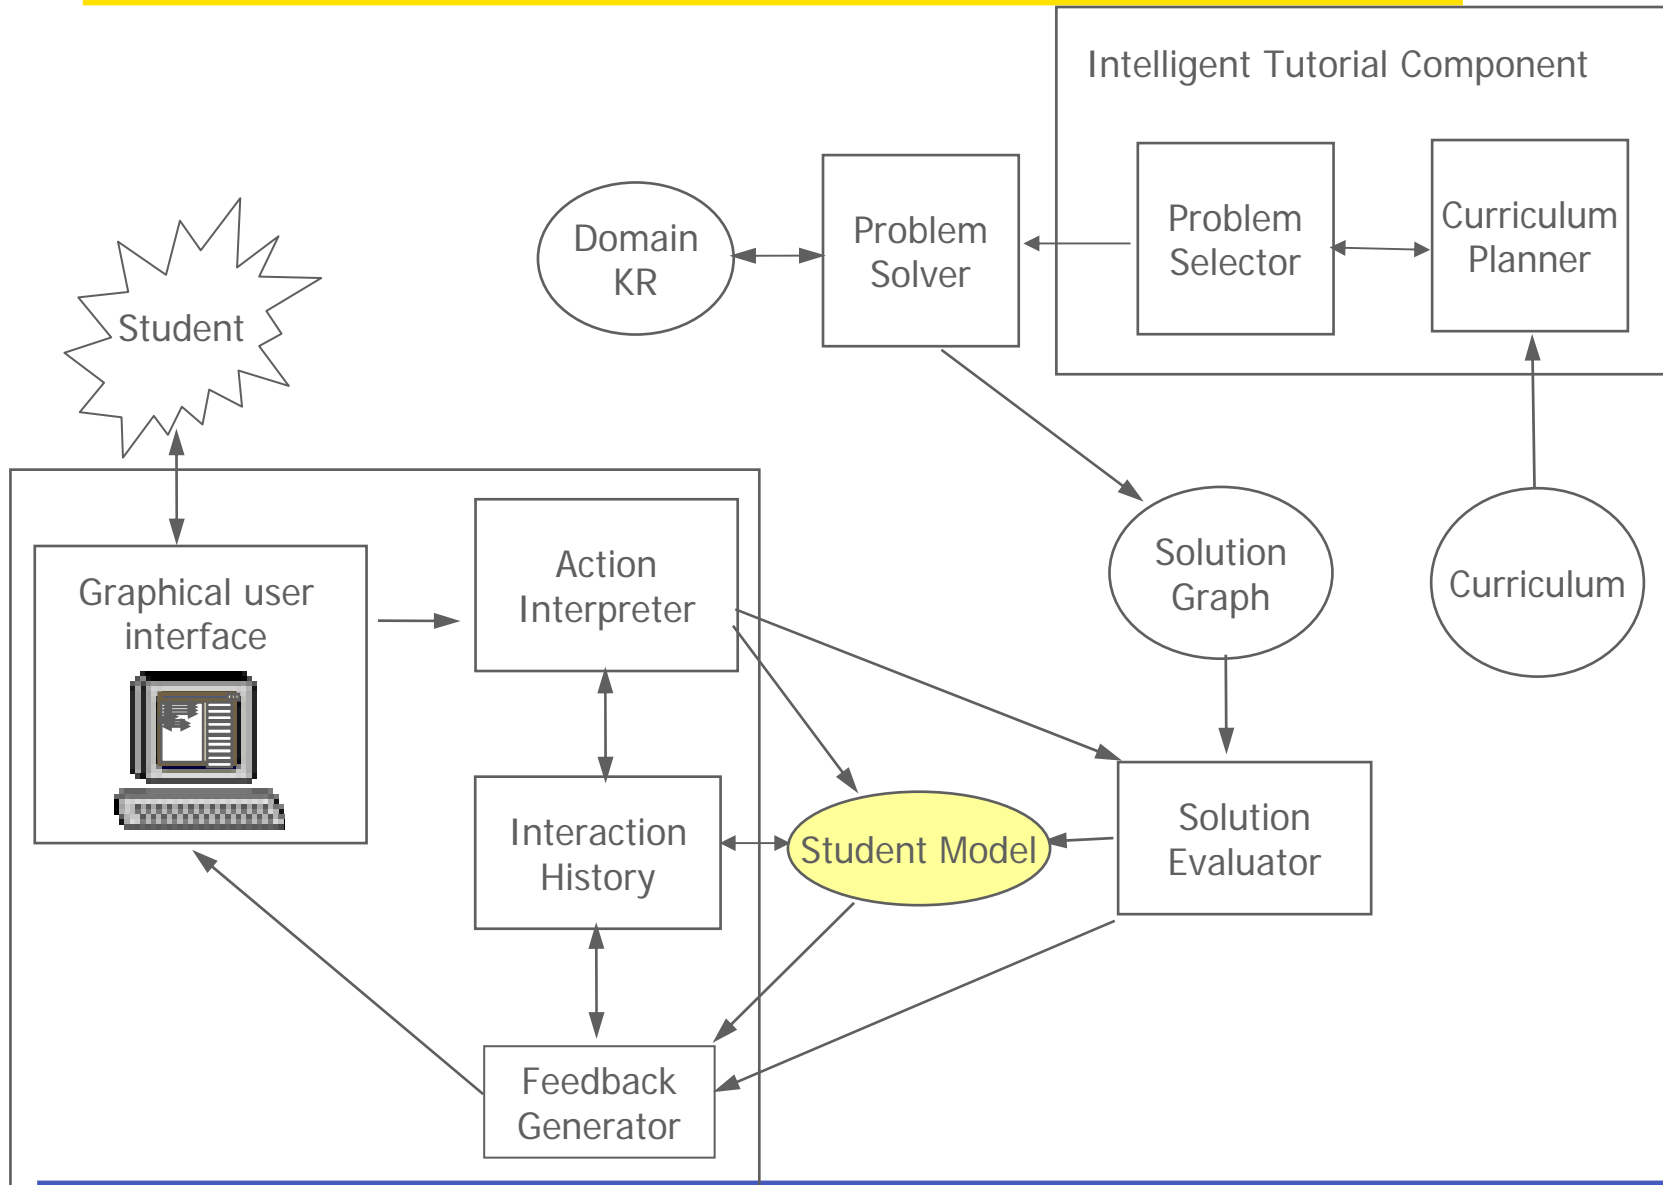 Intelligent Tutorial Component
Domain
KR
Problem
Solver
Problem
Selector
Curriculum
Planner
Student
Graphical user
interface
Action
Interpreter
Solution
Graph
Curriculum
Interaction
History
Student Model
Solution
Evaluator
Feedback
Generator